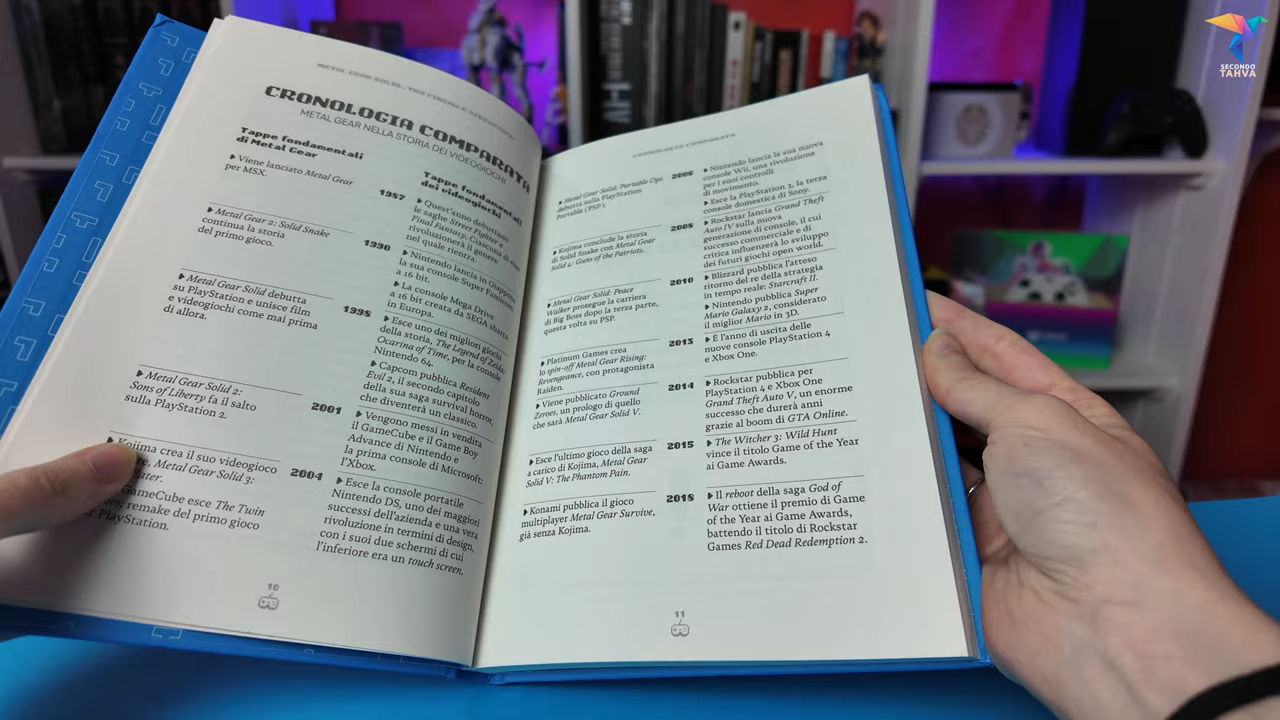 METAL GEAR SOLID.
CRONOLOGIA COMPARATA
METAL GEAR NELLA STORIA DEI VIDEOGIOCHI
Tappe fondamentali
di Metal Gear
Viene lanciato Metal Gear
per MSX.
1987
Tappe fondamentali
dei videogiochi
Quest'anno debuttano
le saghe Street Fighter e
Final Fantasy. Ciascuna di esse
rivoluzionerà il genere
nel quale rientra.
Metal Gear 2: Solid Snake
continua la storia
del primo gioco.
1990
Nintendo lancia in Giappone
la sua console Super Famicom,
a 16 bit.
La console Mega Drive
a 16 bit creata da SEGA sbarca
in Europa.
Metal Gear Solid debutta
su PlayStation e unisce film
e videogiochi come mai prima
di allora.
1998
Esce uno dei migliori giochi
della storia, The Legend of Zelda:
Ocarina of Time, per la console
Nintendo 64.
Capcom pubblica Resident
Evil 2, il secondo capitolo
della sua saga survival horror,
che diventerà un classico.
Metal Gear Solid 2:
Sons of Liberty fa il salto
sulla PlayStation 2.
2001
Vengono messi in vendita
il GameCube e il Game Boy
Advance di Nintendo e
la prima console di Microsoft:
l'Xbox.
Kojima crea il suo videogioco
Metal Gear Solid 3:
GameCube esce The Twin
remake del primo gioco
PlayStation.
2004
Esce la console portatile
Nintendo DS, uno dei maggiori
successi dell'azienda e una vera
rivoluzione in termini di design,
con i suoi due schermi di cui
l'inferiore era un touch screen.
10
CRONOLOGIA COMPARATA
Metal Gear Solid: Portable Ops
debutta sulla PlayStation
Portable (PSP).
2006
Nintendo lancia la sua nuova
console Wii, una rivoluzione
per i suoi controlli
di movimento.
Esce la PlayStation 3, la terza
console domestica di Sony.
Kojima conclude la storia
di Solid Snake con Metal Gear
Solid 4: Guns of the Patriots.
2008
Rockstar lancia Grand Theft
Auto IV sulla nuova
generazione di console, il cui
successo commerciale e di
critica influenzerà lo sviluppo
dei futuri giochi open world.
Metal Gear Solid: Peace
Walker prosegue la carriera
di Big Boss dopo la terza parte,
questa volta su PSP.
2010
Blizzard pubblica l'atteso
ritorno del re della strategia
in tempo reale: Starcraft II.
Nintendo pubblica Super
Mario Galaxy 2, considerato
il miglior Mario in 3D.
Platinum Games crea
lo spin-off Metal Gear Rising:
Revengeance, con protagonista
Raiden.
2013
È l'anno di uscita delle
nuove console PlayStation 4
e Xbox One.
Viene pubblicato Ground
Zeroes, un prologo di quello
che sarà Metal Gear Solid V.
2014
Rockstar pubblica per
PlayStation 4 e Xbox One
Grand Theft Auto V, un enorme
successo che durerà anni
grazie al boom di GTA Online.
Esce l'ultimo gioco della saga
a carico di Kojima, Metal Gear
Solid V: The Phantom Pain.
2015
The Witcher 3: Wild Hunt
vince il titolo Game of the Year
ai Game Awards.
Konami pubblica il gioco
multiplayer Metal Gear Survive,
già senza Kojima.
2018
Il reboot della saga God of
War ottiene il premio di Game
of the Year ai Game Awards,
battendo il titolo di Rockstar
Games Red Dead Redemption 2.
11
SECONDO
TAHVA